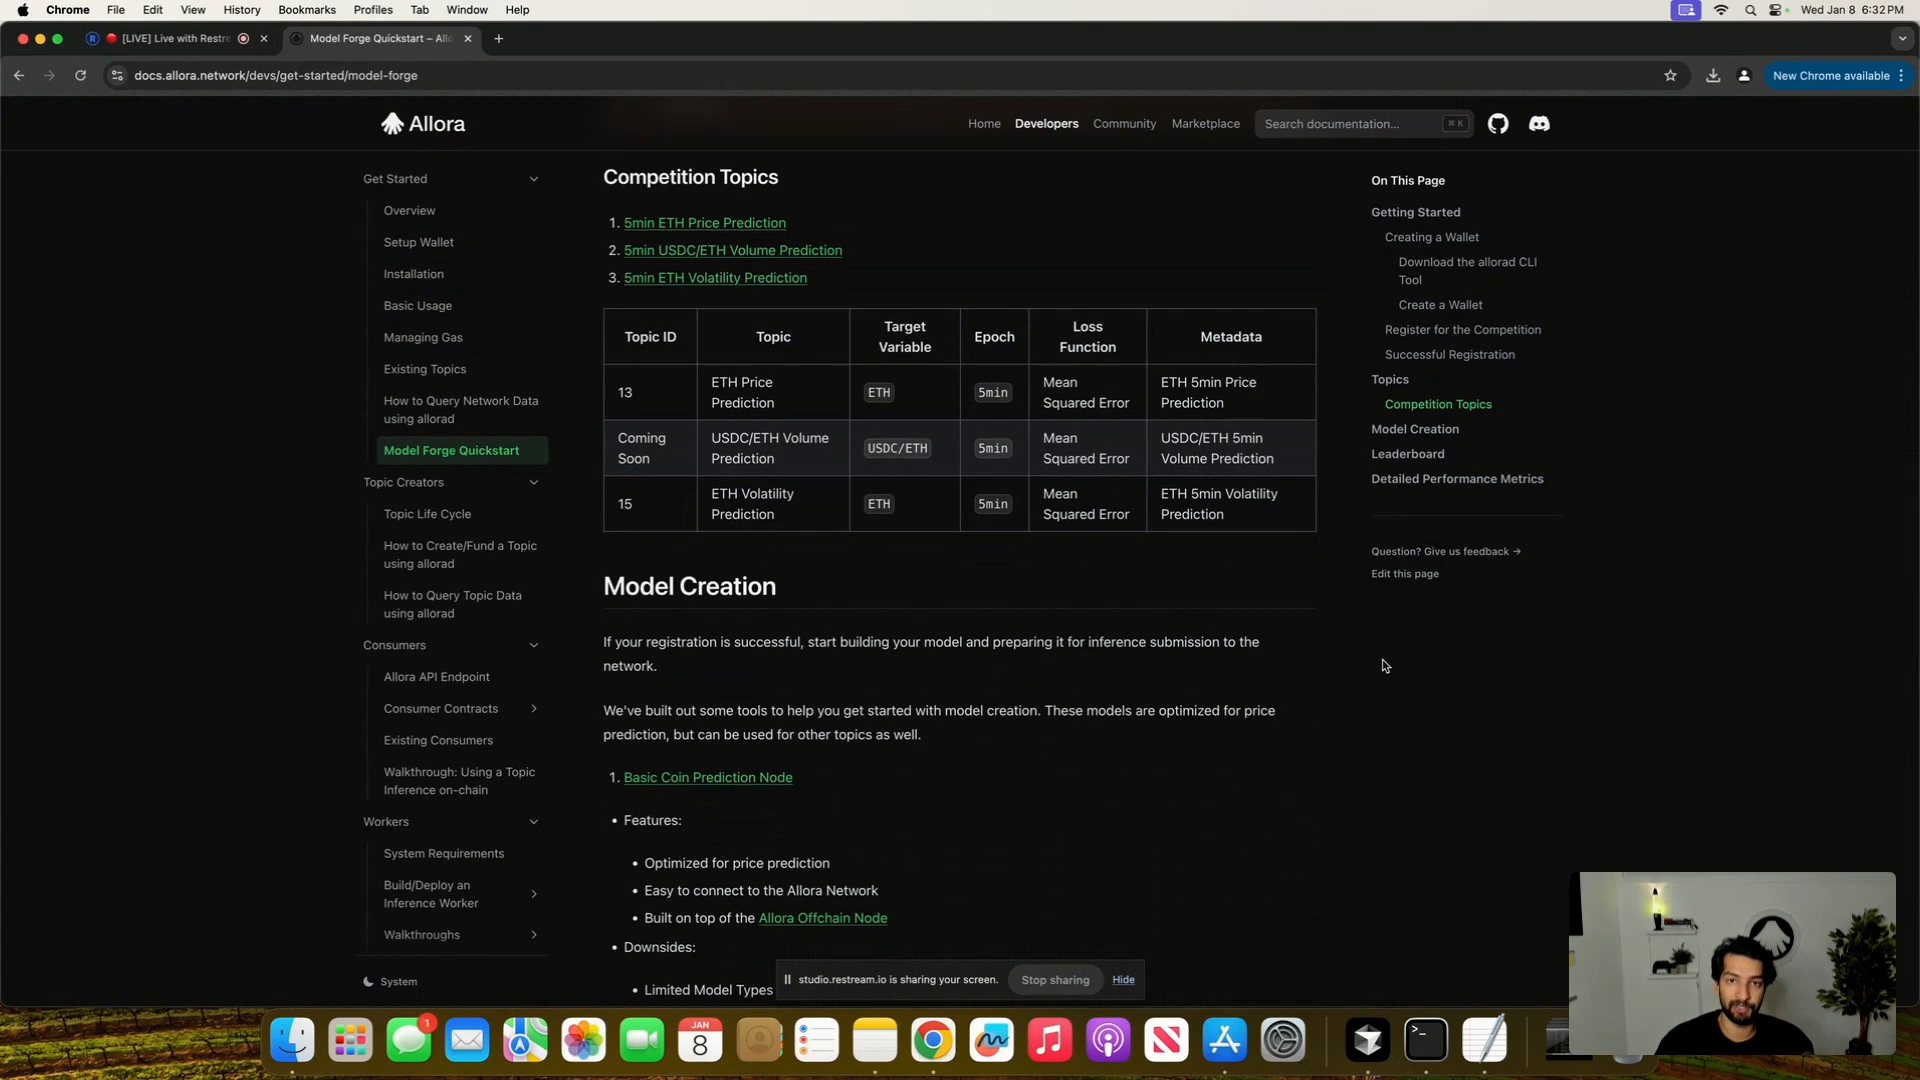 Chrome File Edit View History Bookmarks Profiles Tab Window Help
Wed Jan 8 6:32 PM
[LIVE] Live with Restre
Model Forge Quickstart – Allo
docs.allora.network/devs/get-started/model-forge
New Chrome available
Allora
Home Developers Community Marketplace
Search documentation...
⌘ K
Get Started
Overview
Setup Wallet
Installation
Basic Usage
Managing Gas
Existing Topics
How to Query Network Data
using allorad
Model Forge Quickstart
Topic Creators
Topic Life Cycle
How to Create/Fund a Topic
using allorad
How to Query Topic Data
using allorad
Consumers
Allora API Endpoint
Consumer Contracts
Existing Consumers
Walkthrough: Using a Topic
Inference on-chain
Workers
System Requirements
Build/Deploy an
Inference Worker
Walkthroughs
System
Competition Topics
1. 5min ETH Price Prediction
2. 5min USDC/ETH Volume Prediction
3. 5min ETH Volatility Prediction
Topic ID
Topic
Target
Variable
Epoch
Loss
Function
Metadata
13
ETH Price
Prediction
ETH
5min
Mean
Squared Error
ETH 5min Price
Prediction
Coming
Soon
USDC/ETH Volume
Prediction
USDC/ETH
5min
Mean
Squared Error
USDC/ETH 5min
Volume Prediction
15
ETH Volatility
Prediction
ETH
5min
Mean
Squared Error
ETH 5min Volatility
Prediction
Model Creation
If your registration is successful, start building your model and preparing it for inference submission to the
network.
We've built out some tools to help you get started with model creation. These models are optimized for price
prediction, but can be used for other topics as well.
1. Basic Coin Prediction Node
• Features:
• Optimized for price prediction
• Easy to connect to the Allora Network
• Built on top of the Allora Offchain Node
• Downsides:
• Limited Model Types
On This Page
Getting Started
Creating a Wallet
Download the allorad CLI
Tool
Create a Wallet
Register for the Competition
Successful Registration
Topics
Competition Topics
Model Creation
Leaderboard
Detailed Performance Metrics
Question? Give us feedback →
Edit this page
studio.restream.io is sharing your screen.
Stop sharing
Hide
1
JAN
8